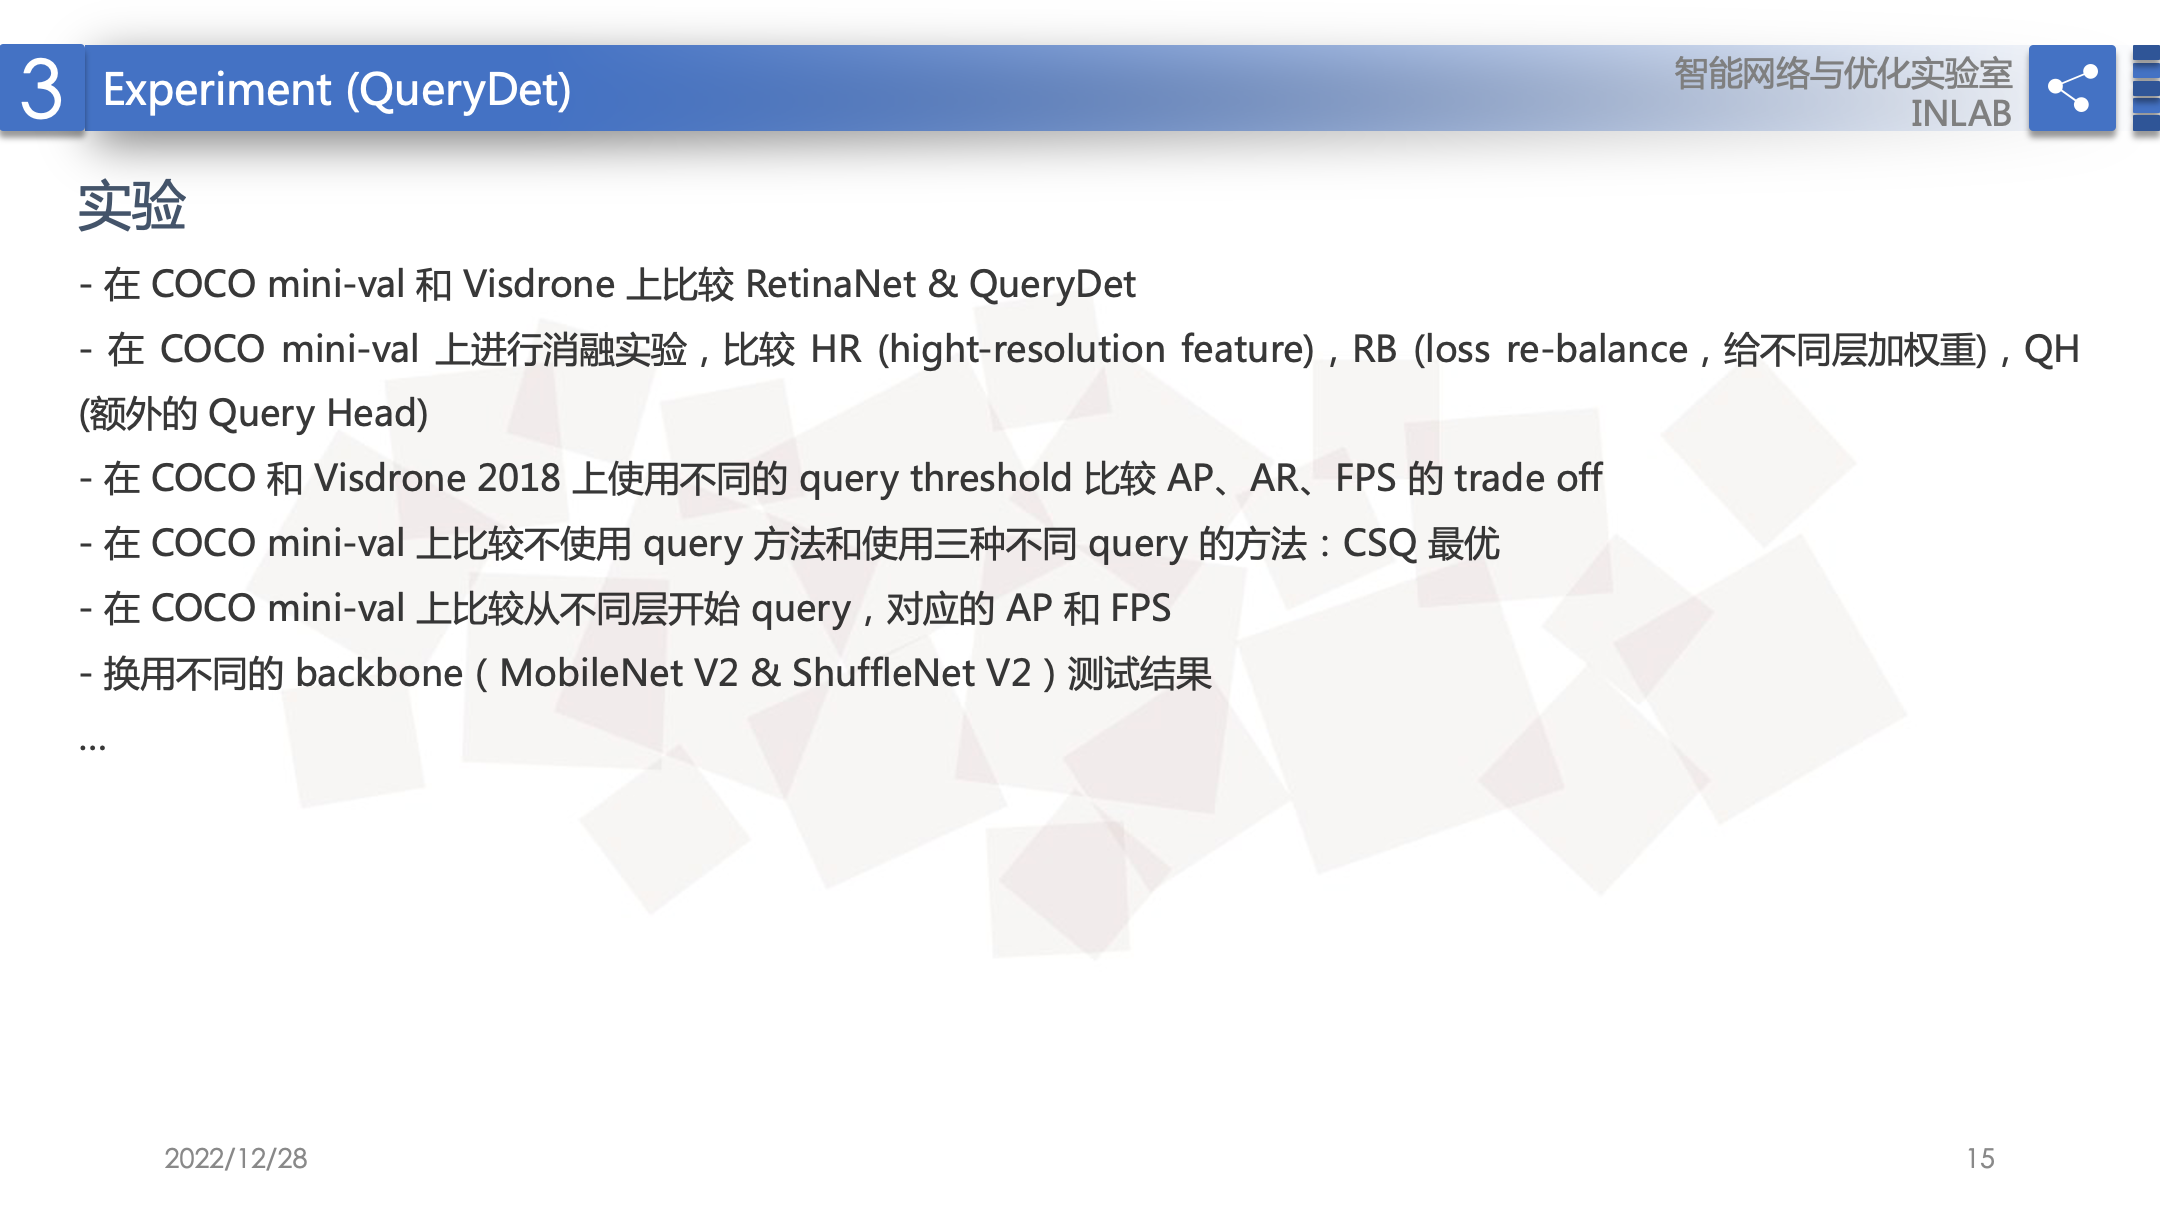 3 Experiment (QueryDet)
智能网络与优化实验室
INLAB
实验
- 在 COCO mini-val 和 Visdrone 上比较 RetinaNet & QueryDet
- 在 COCO mini-val 上进行消融实验，比较 HR (hight-resolution feature)，RB (loss re-balance，给不同层加权重)，QH
(额外的 Query Head)
- 在 COCO 和 Visdrone 2018 上使用不同的 query threshold 比较 AP、AR、FPS 的 trade off
- 在 COCO mini-val 上比较不使用 query 方法和使用三种不同 query 的方法：CSQ 最优
- 在 COCO mini-val 上比较从不同层开始 query，对应的 AP 和 FPS
- 换用不同的 backbone（MobileNet V2 & ShuffleNet V2）测试结果
...
2022/12/28
15